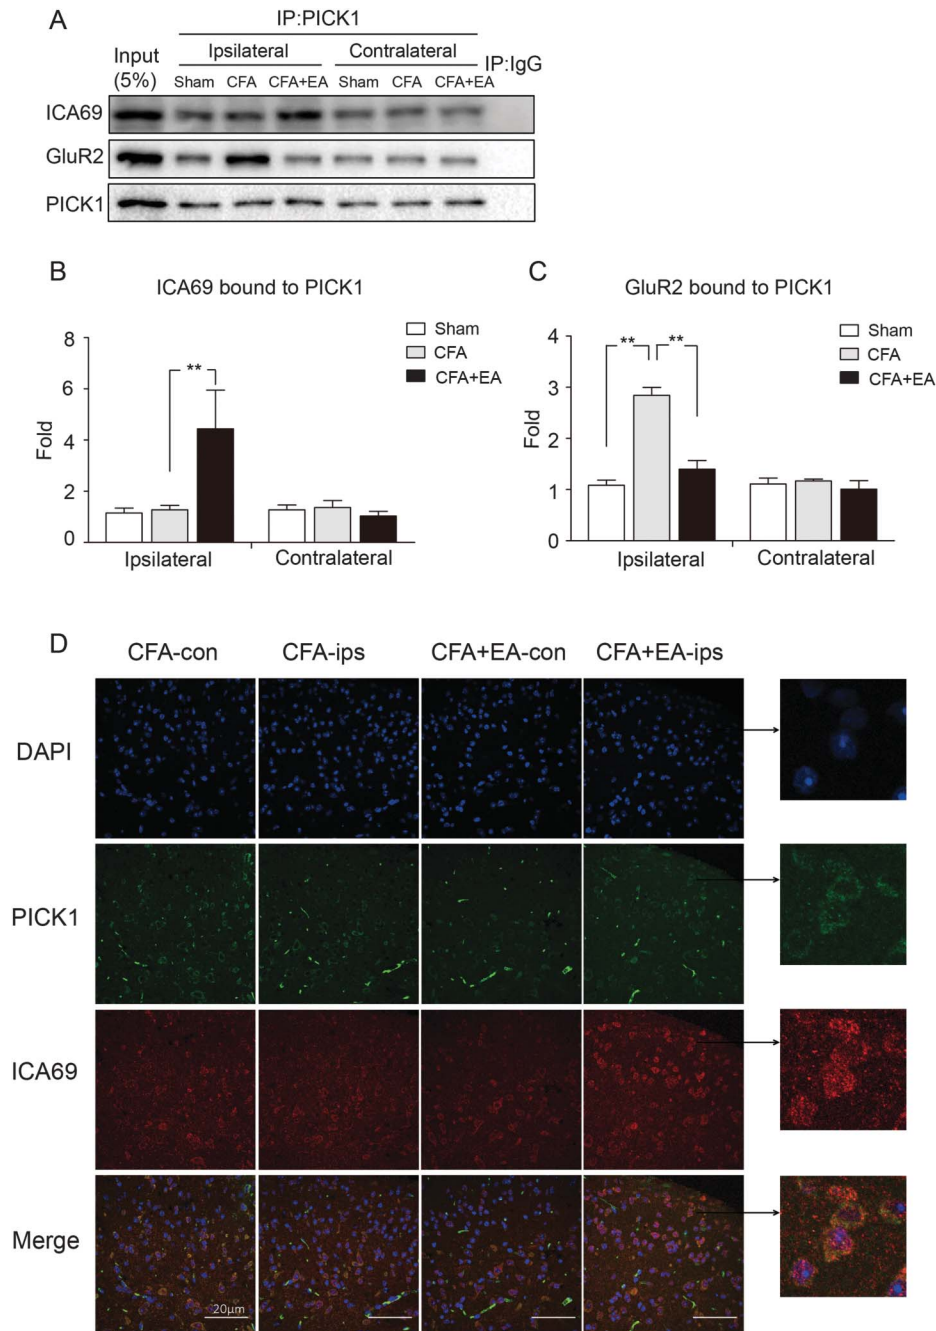 A
IP:PICK1
Input (5%)
Ipsilateral
Contralateral
IP:IgG
Sham
CFA
CFA+EA
Sham
CFA
CFA+EA
ICA69
GluR2
PICK1
B
ICA69 bound to PICK1
Sham
CFA
CFA+EA
8
6
4
2
0
Fold
**
Ipsilateral
Contralateral
C
GluR2 bound to PICK1
Sham
CFA
CFA+EA
4
3
2
1
0
Fold
**
**
Ipsilateral
Contralateral
D
CFA-con
CFA-ips
CFA+EA-con
CFA+EA-ips
DAPI
PICK1
ICA69
Merge
20μm